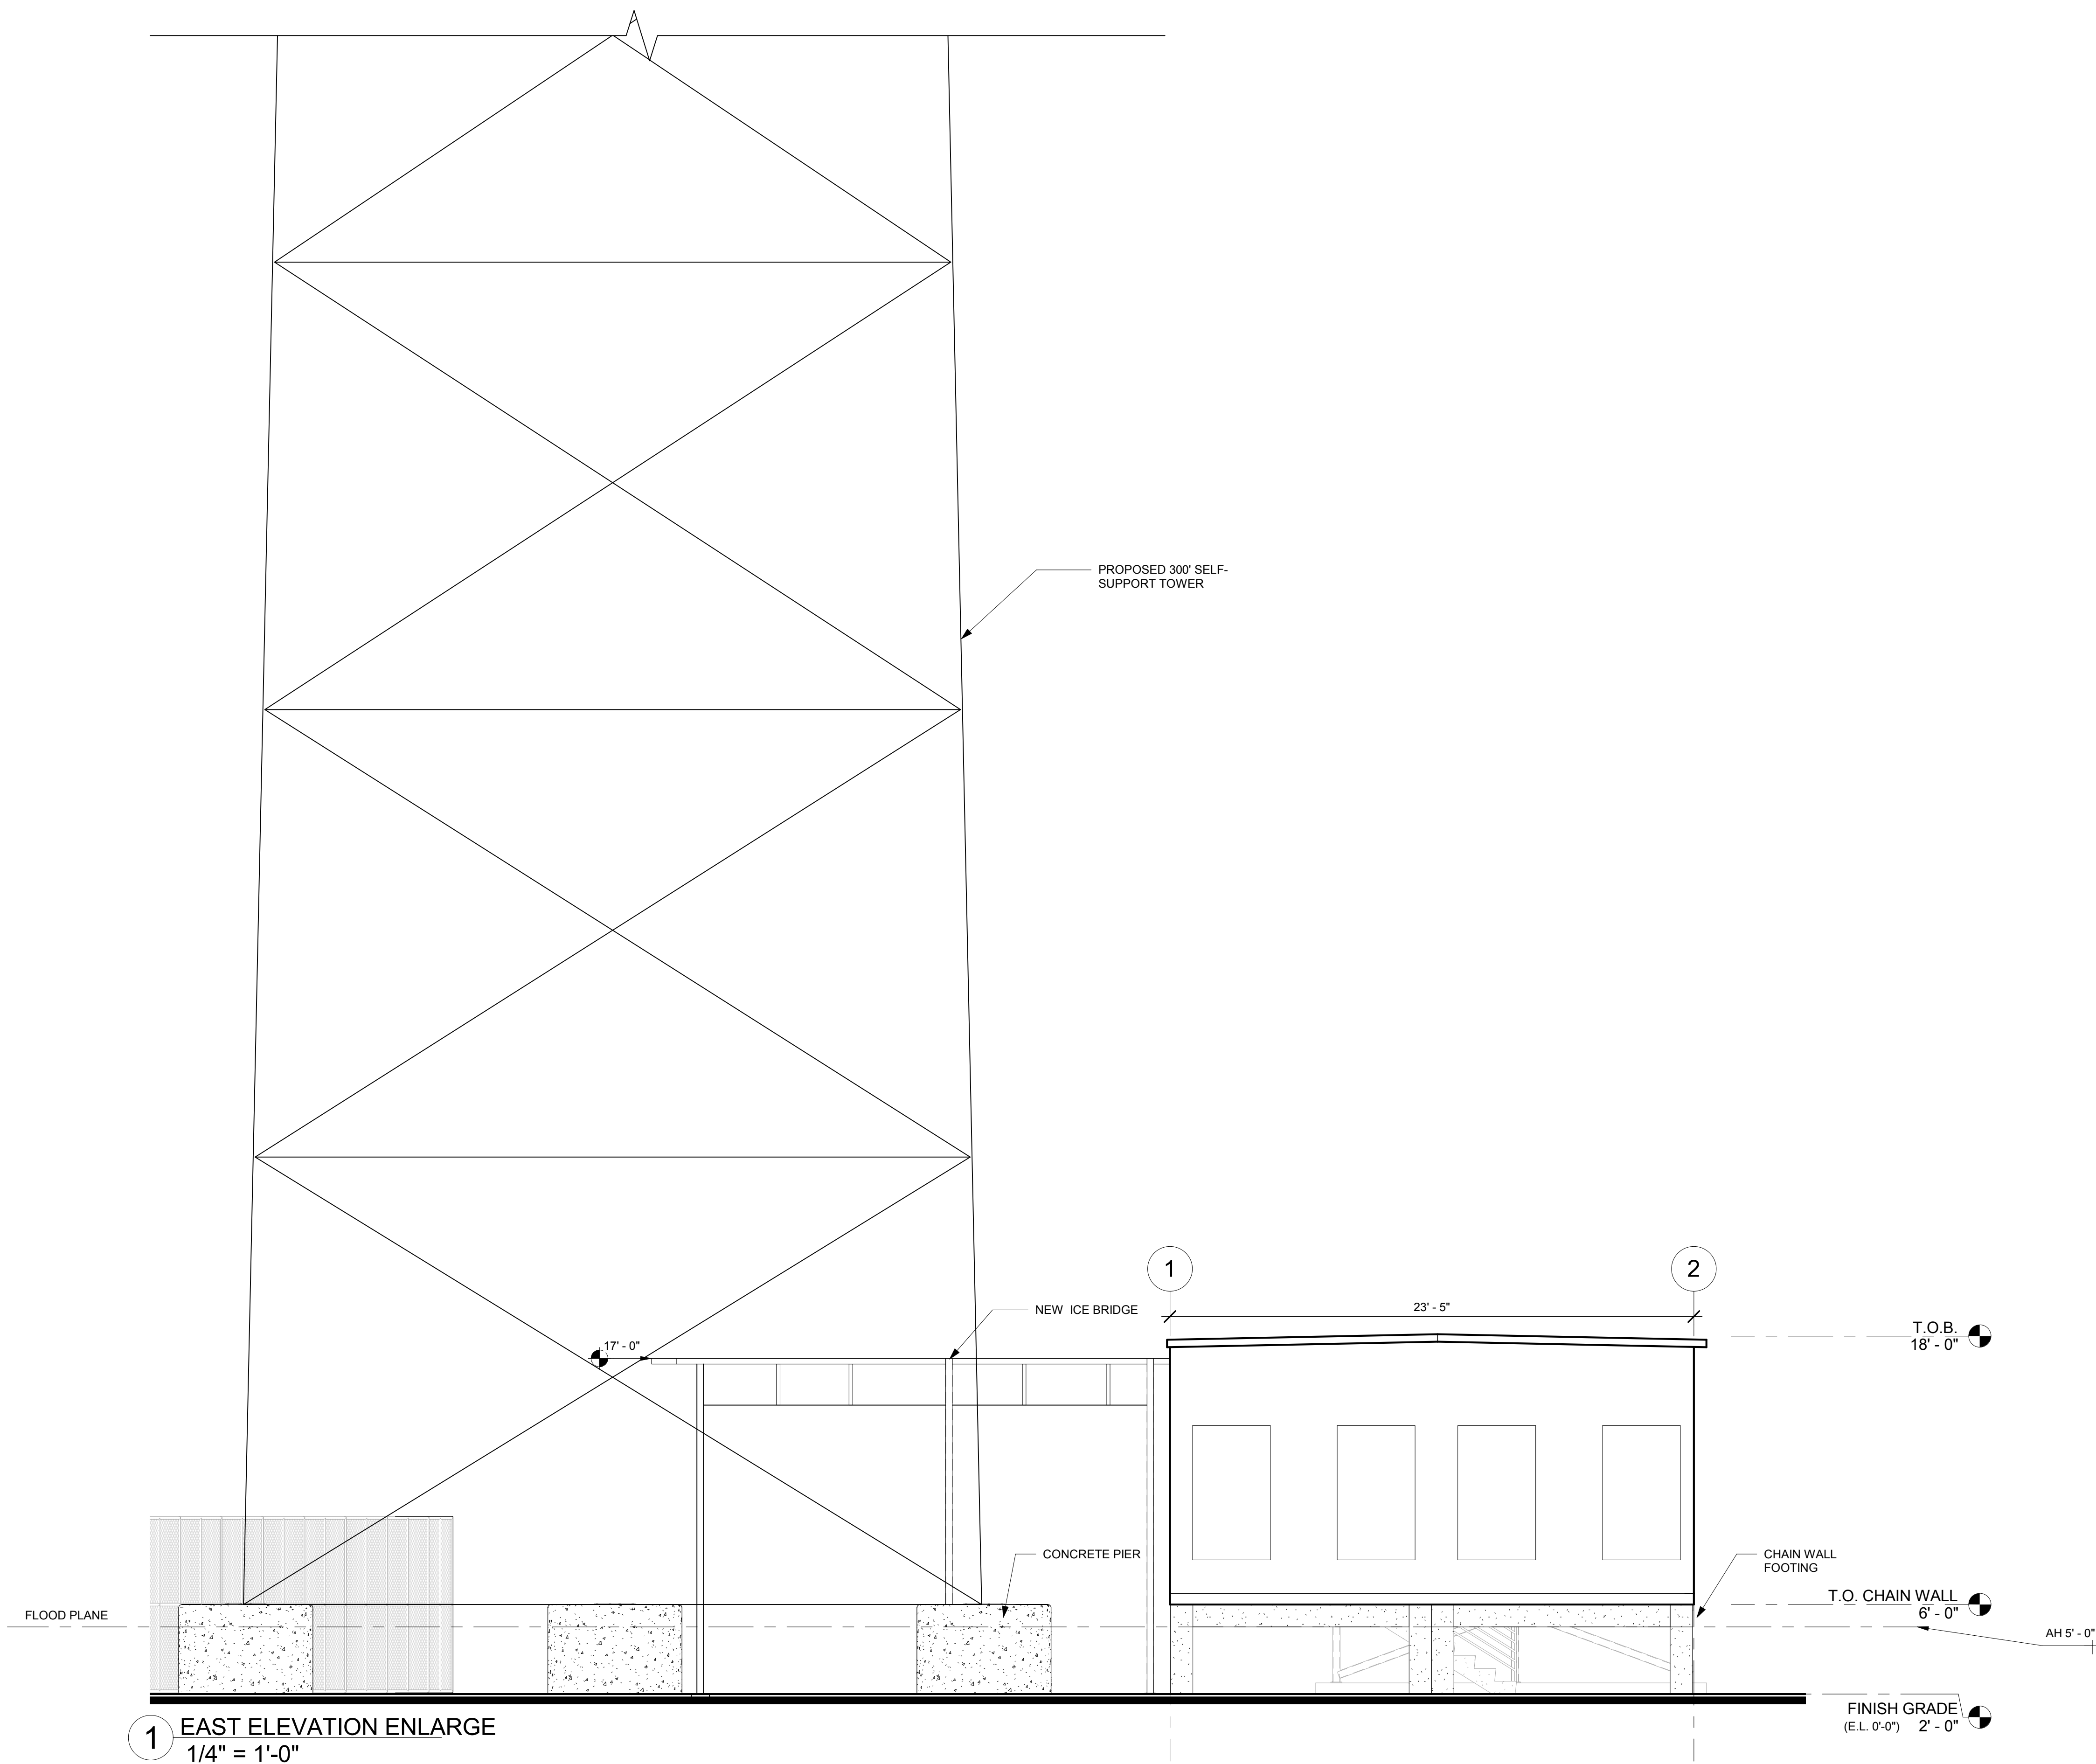 PROPOSED 300' SELF-
SUPPORT TOWER
1
2
NEW ICE BRIDGE
23' - 5"
T.O.B.
18' - 0"
17' - 0"
CONCRETE PIER
CHAIN WALL
FOOTING
T.O. CHAIN WALL
6' - 0"
FLOOD PLANE
AH 5' - 0"
FINISH GRADE
(E.L. 0'-0") 2' - 0"
1 EAST ELEVATION ENLARGE
1/4" = 1'-0"